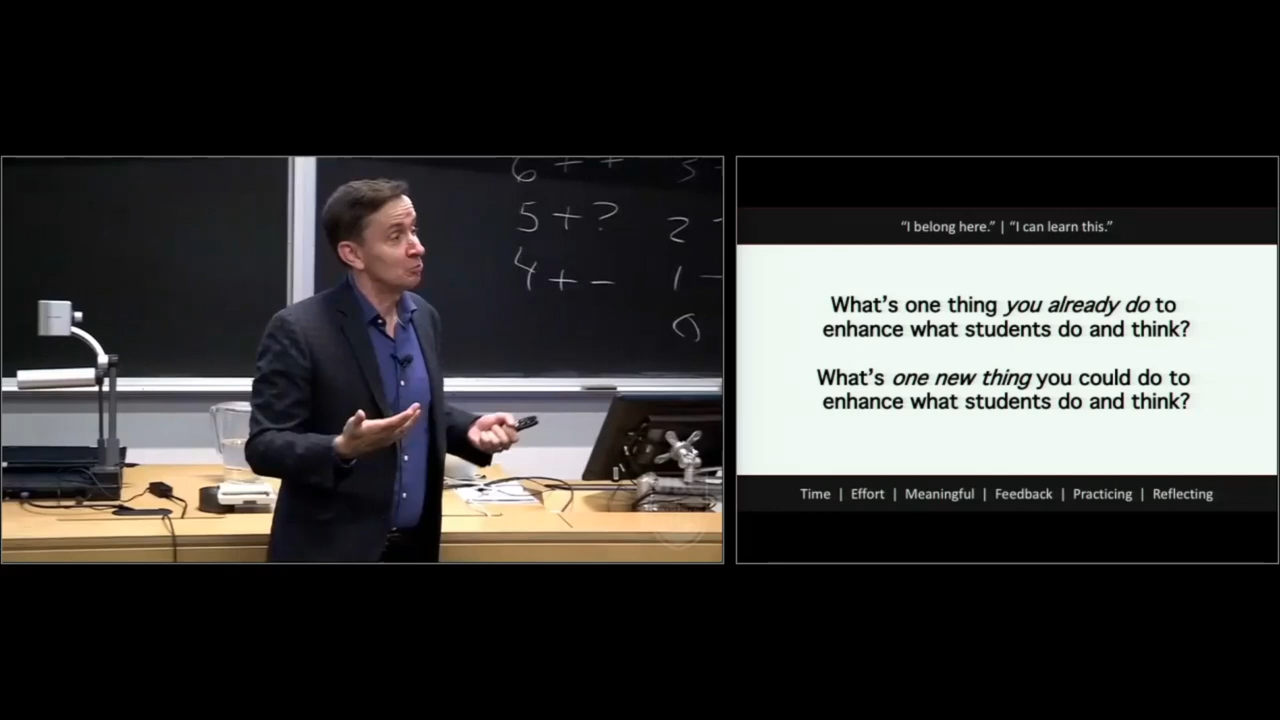 6 + +
5 + ?
4 + -
2
1 -
0
“I belong here.” | “I can learn this.”
What’s one thing you already do to
enhance what students do and think?
What’s one new thing you could do to
enhance what students do and think?
Time | Effort | Meaningful | Feedback | Practicing | Reflecting